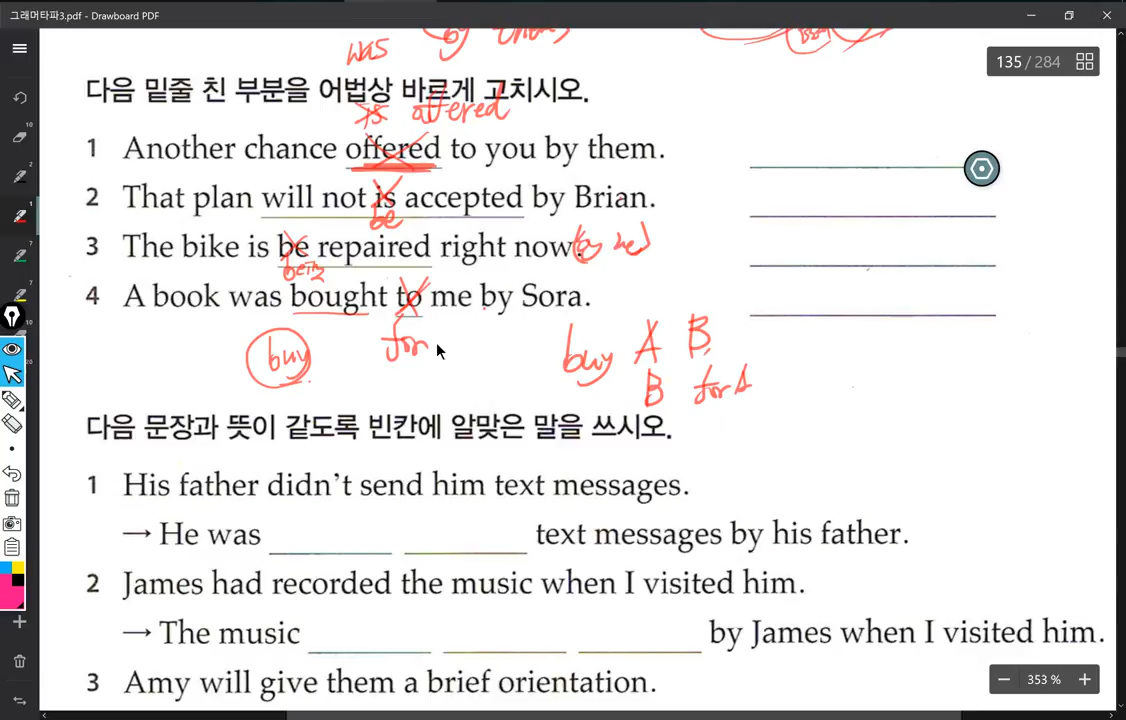 그래머타파3.pdf - Drawboard PDF
by them
was
135 / 284
다음 밑줄 친 부분을 어법상 바르게 고치시오.
is offered
1 Another chance offered to you by them.
2 That plan will not is accepted by Brian.
be
3 The bike is be repaired right now.
being
4 A book was bought to me by Sora.
buy for buy A B
B for A
다음 문장과 뜻이 같도록 빈칸에 알맞은 말을 쓰시오.
1 His father didn't send him text messages.
→ He was text messages by his father.
2 James had recorded the music when I visited him.
→ The music by James when I visited him.
3 Amy will give them a brief orientation.
353 %